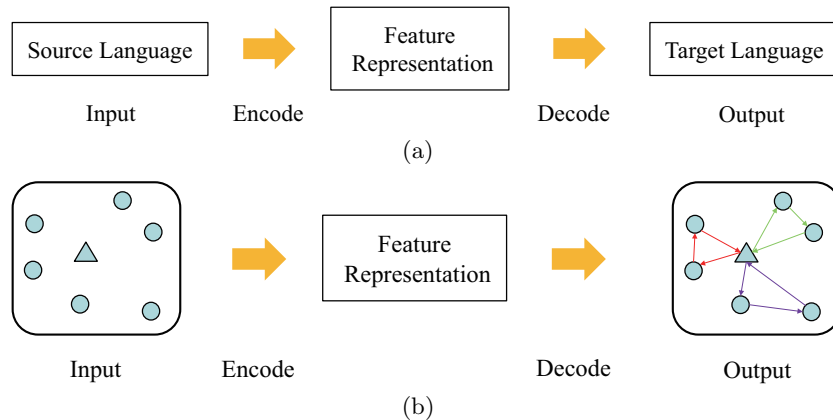 Source Language
Feature
Representation
Target Language
Input
Encode
Decode
Output
(a)
Feature
Representation
Input
Encode
Decode
Output
(b)